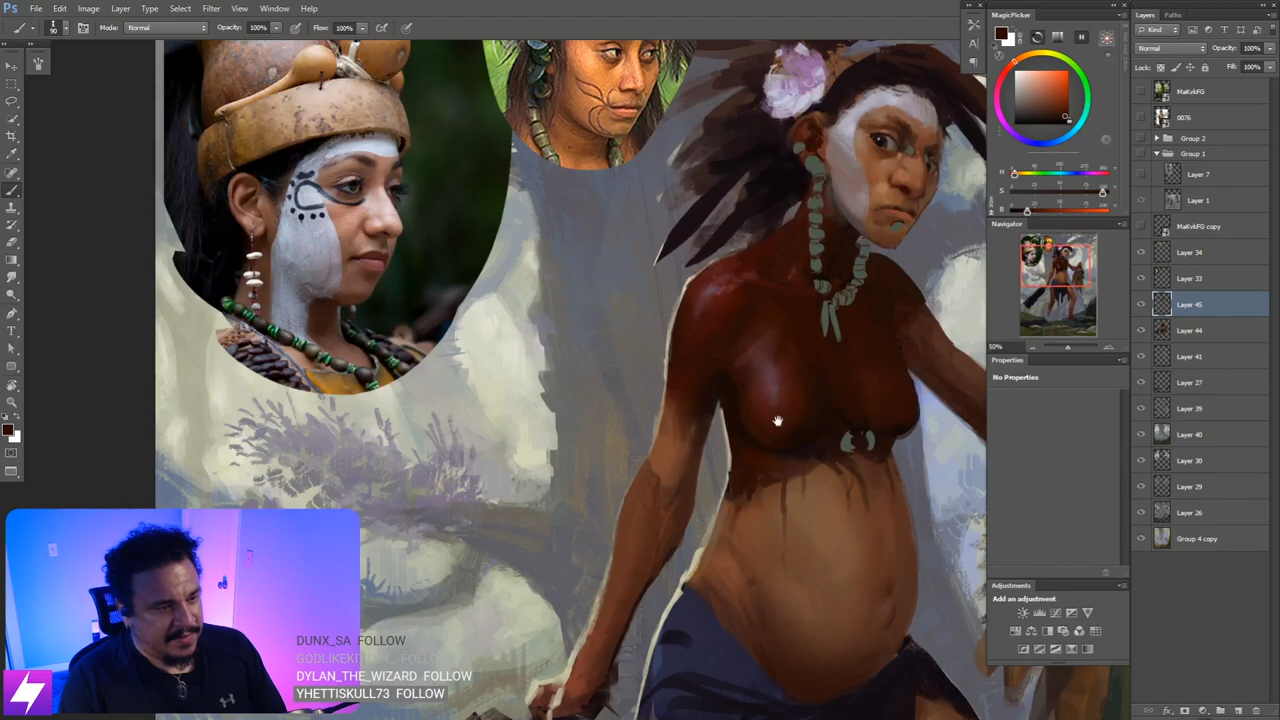 Ps File Edit Image Layer Type Select Filter 3D View Window Help
90 Mode: Normal Opacity: 100% Flow: 100%
MagicPicker
H
H
S
B
Navigator
50%
Properties
No Properties
Adjustments
Add an adjustment
Layers Paths
Kind
Normal Opacity: 100%
Lock: Fill: 100%
MaKvkFG
0076
Group 2
Group 1
Layer 7
Layer 1
MaKvkFG copy
Layer 34
Layer 33
Layer 45
Layer 44
Layer 41
Layer 27
Layer 39
Layer 40
Layer 30
Layer 29
Layer 26
Group 4 copy
DUNX_SA FOLLOW
FOLLOW
DYLAN_THE_WIZARD FOLLOW
YHETTISKULL73 FOLLOW